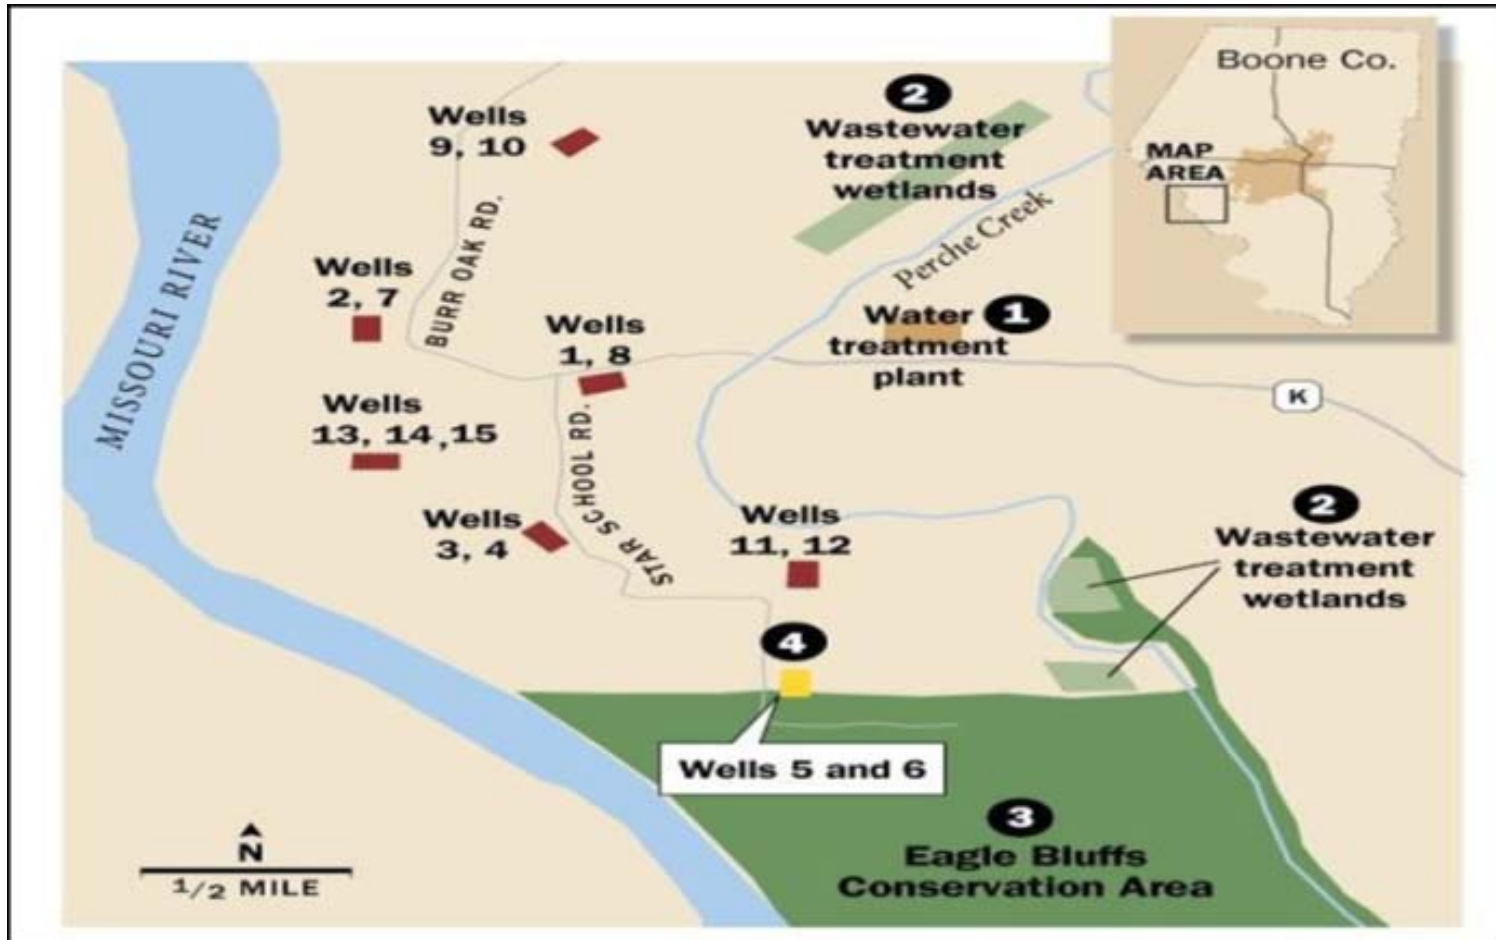 Boone Co.
MAP
AREA
2
Wastewater
treatment
wetlands
Wells
9, 10
Perche Creek
BURR OAK RD.
MISSOURI RIVER
Wells
2, 7
Wells
1, 8
Water 1
treatment
plant
K
Wells
13, 14 ,15
STAR SCHOOL RD.
Wells
3, 4
Wells
11, 12
2
Wastewater
treatment
wetlands
4
Wells 5 and 6
3
Eagle Bluffs
Conservation Area
N
1/2 MILE